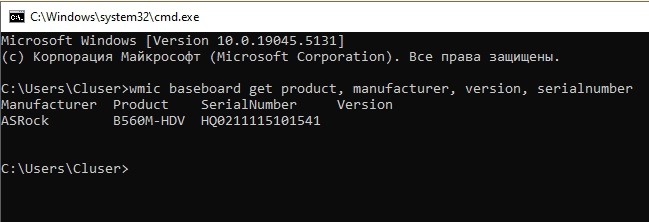 C:\Windows\system32\cmd.exe
Microsoft Windows [Version 10.0.19045.5131]
(c) Корпорация Майкрософт (Microsoft Corporation). Все права защищены.
C:\Users\Cluser>wmic baseboard get product, manufacturer, version, serialnumber
Manufacturer  Product    SerialNumber     Version
ASRock        B560M-HDV  HQ0211115101541
C:\Users\Cluser>